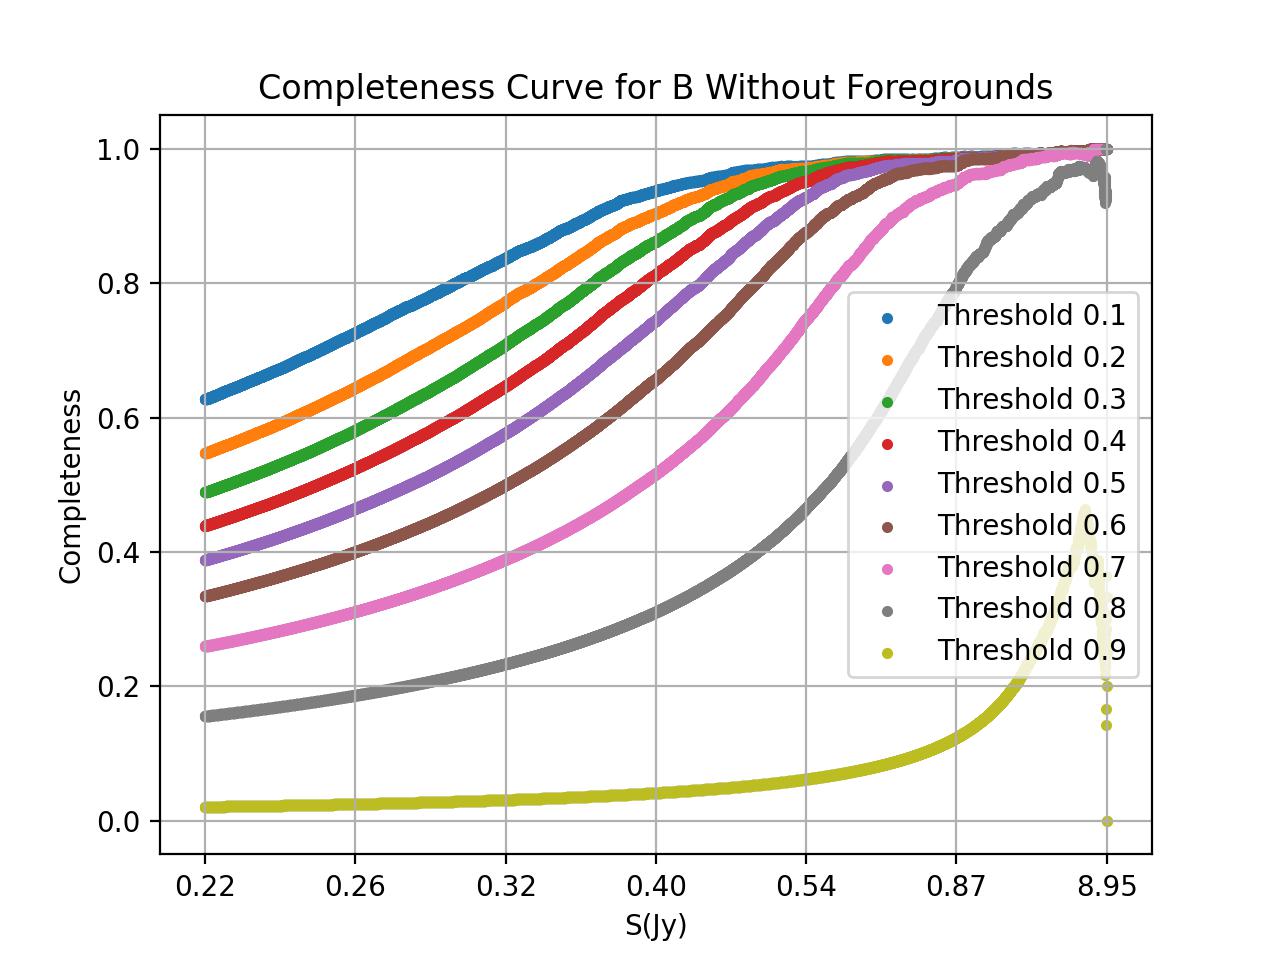 Completeness Curve for B Without Foregrounds
1.0
0.8
0.6
0.4
0.2
0.0
Completeness
Threshold 0.1
Threshold 0.2
Threshold 0.3
Threshold 0.4
Threshold 0.5
Threshold 0.6
Threshold 0.7
Threshold 0.8
Threshold 0.9
0.22 0.26 0.32 0.40 0.54 0.87 8.95
S(Jy)